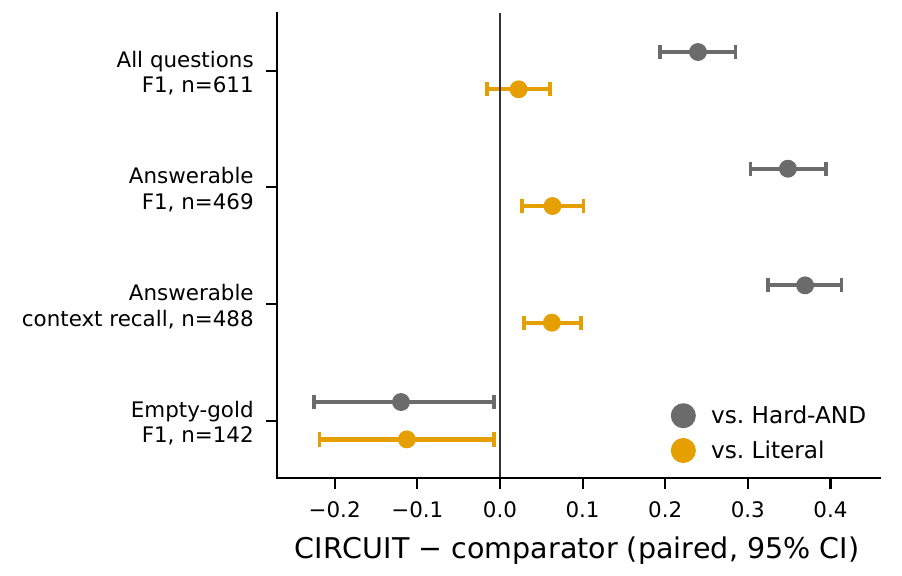 All questions
F1, n=611
Answerable
F1, n=469
Answerable
context recall, n=488
Empty-gold
F1, n=142
vs. Hard-AND
vs. Literal
−0.2 −0.1 0.0 0.1 0.2 0.3 0.4
CIRCUIT − comparator (paired, 95% CI)